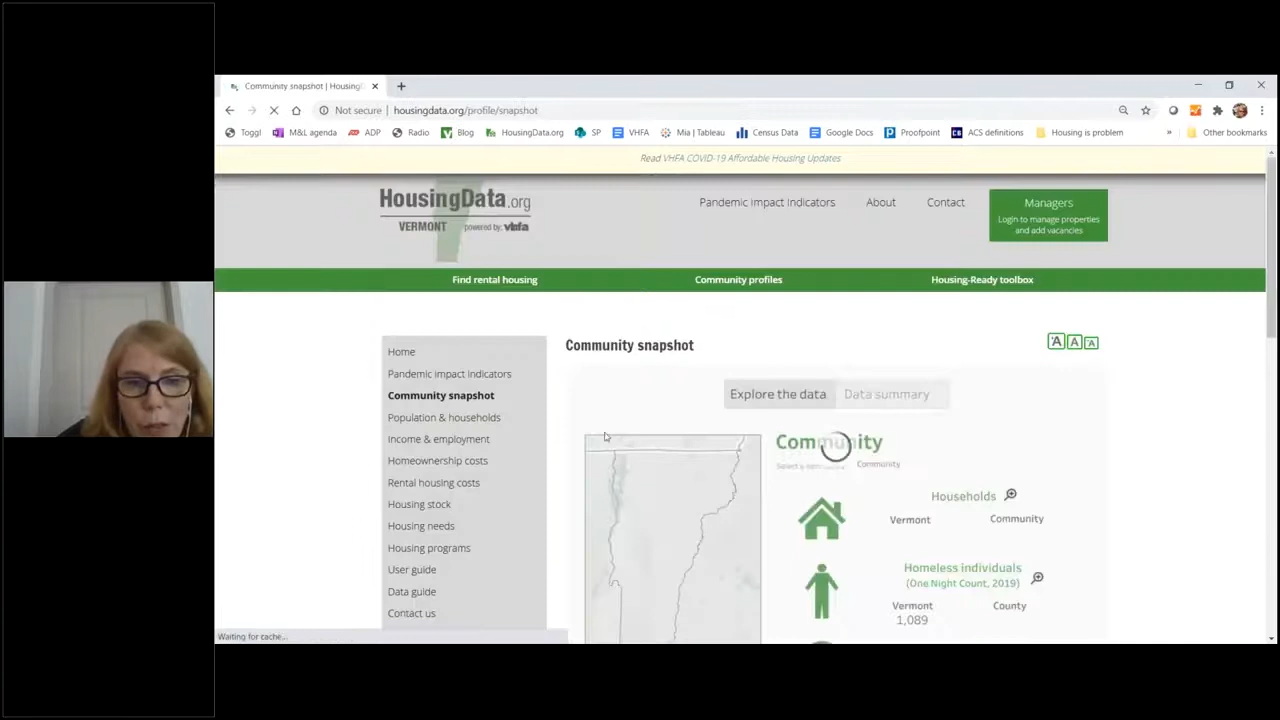 Community snapshot | Housing
Not secure | housingdata.org/profile/snapshot
Toggl M&L agenda ADP Radio Blog HousingData.org SP VHFA Mia | Tableau Census Data Google Docs Proofpoint ACS definitions Housing is problem » Other bookmarks
Read VHFA COVID-19 Affordable Housing Updates
HousingData.org
VERMONT powered by: vhfa
Pandemic impact indicators About Contact
Managers
Login to manage properties
and add vacancies
Find rental housing Community profiles Housing-Ready toolbox
Home
Pandemic impact indicators
Community snapshot
Population & households
Income & employment
Homeownership costs
Rental housing costs
Housing stock
Housing needs
Housing programs
User guide
Data guide
Contact us
Community snapshot
A A A
Explore the data Data summary
Community
Select a Community
Households
Vermont Community
Homeless individuals
(One Night Count, 2019)
Vermont County
1,089
Waiting for cache...